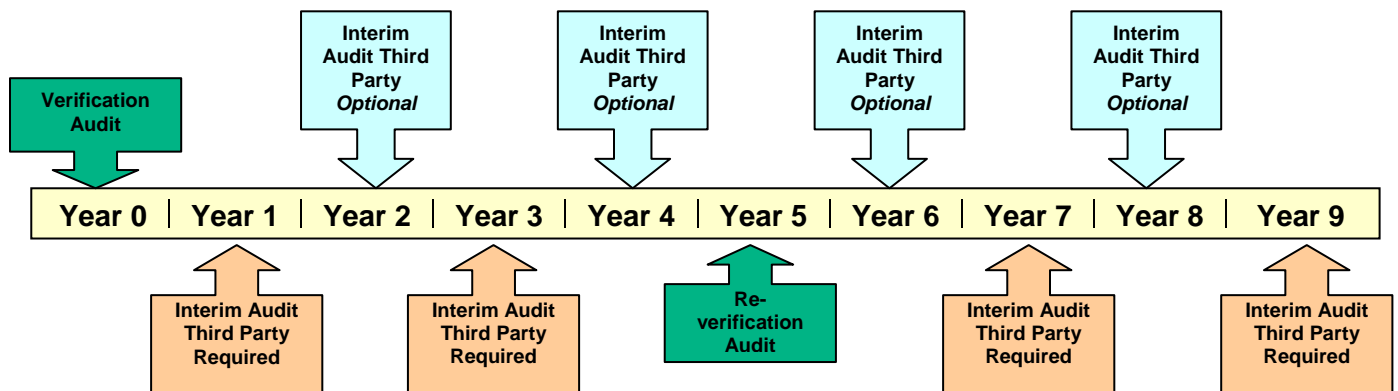 Interim
Audit Third
Party
Optional
Interim
Audit Third
Party
Optional
Interim
Audit Third
Party
Optional
Interim
Audit Third
Party
Optional
Verification
Audit
Year 0 Year 1 Year 2 Year 3 Year 4 Year 5 Year 6 Year 7 Year 8 Year 9
Interim Audit
Third Party
Required
Interim Audit
Third Party
Required
Re-
verification
Audit
Interim Audit
Third Party
Required
Interim Audit
Third Party
Required